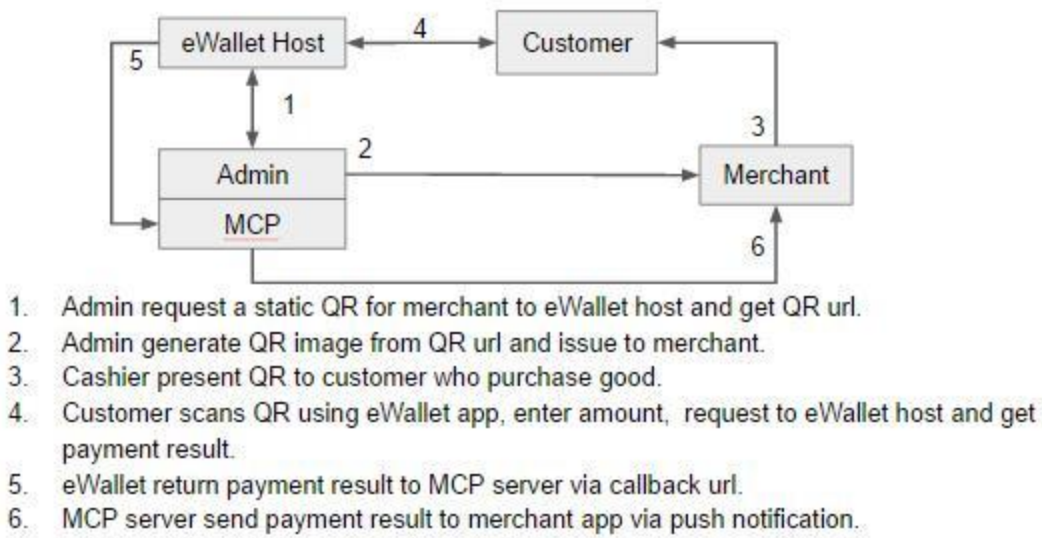 eWallet Host
4
Customer
5
1
3
2
Admin
Merchant
MCP
6
1. Admin request a static QR for merchant to eWallet host and get QR url.
2. Admin generate QR image from QR url and issue to merchant.
3. Cashier present QR to customer who purchase good.
4. Customer scans QR using eWallet app, enter amount, request to eWallet host and get
payment result.
5. eWallet return payment result to MCP server via callback url.
6. MCP server send payment result to merchant app via push notification.